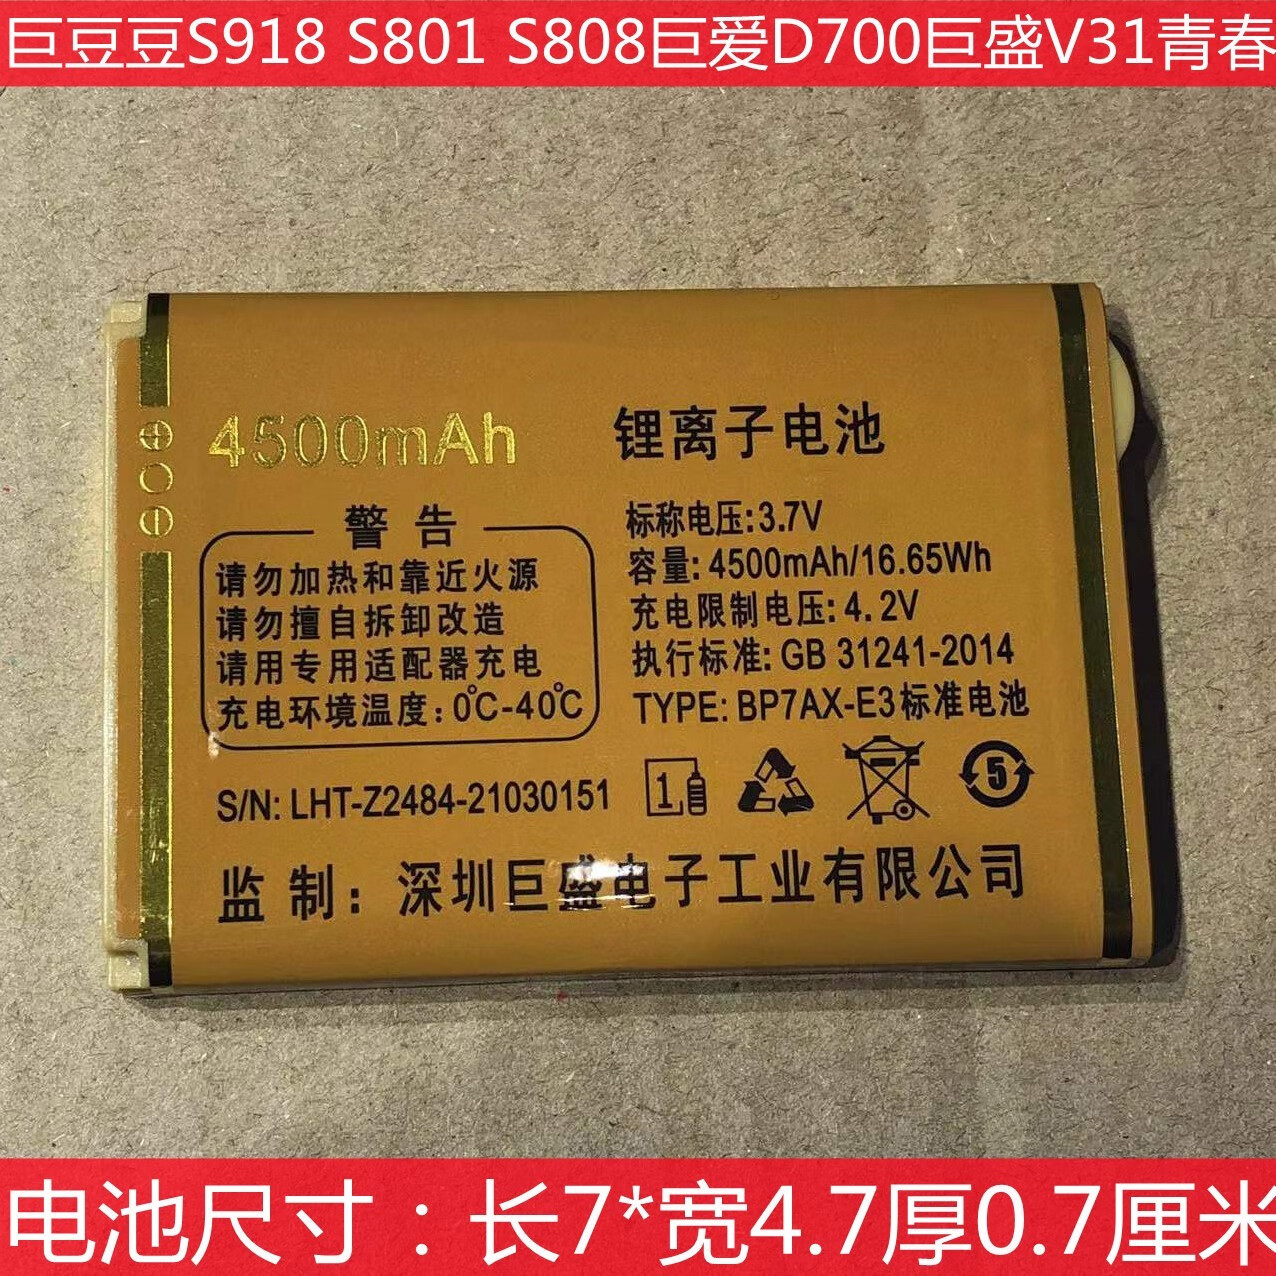 巨豆豆S918 S801 S808巨爱D700巨盛V31青春
4500mAh
警告
请勿加热和靠近火源
请勿擅自拆卸改造
请用专用适配器充电
充电环境温度:0℃-40℃
S/N: LHT-Z2484-21030151
锂离子电池
标称电压:3.7V
容量:4500mAh/16.65Wh
充电限制电压:4.2V
执行标准:GB 31241-2014
TYPE: BP7AX-E3标准电池
1
5
监制:深圳巨盛电子工业有限公司
电池尺寸：长7*宽4.7厚0.7厘米